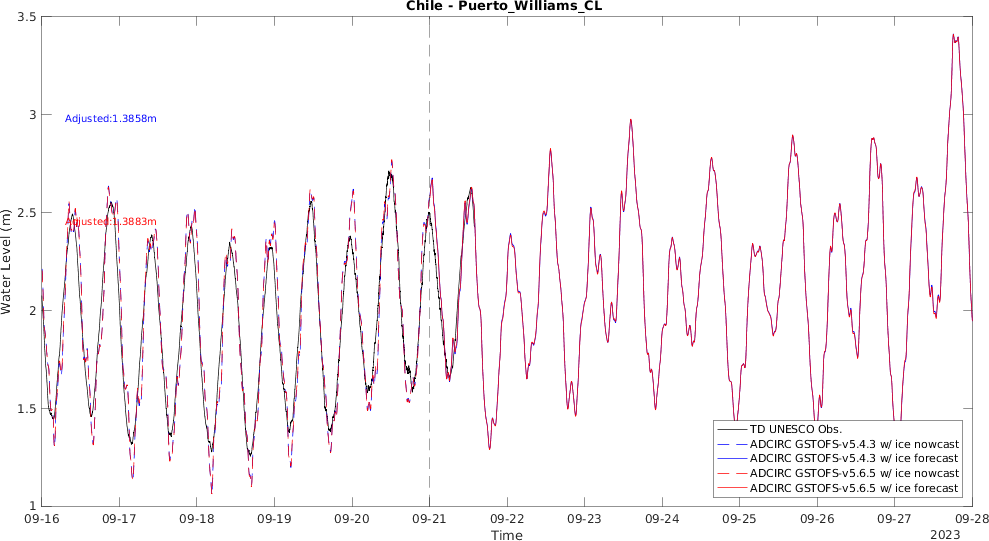 Chile - Puerto_Williams_CL
3.5
3
2.5
2
1.5
1
Water Level (m)
Adjusted:1.3858m
Adjusted:1.3883m
TD UNESCO Obs.
ADCIRC GSTOFS-v5.4.3 w/ ice nowcast
ADCIRC GSTOFS-v5.4.3 w/ ice forecast
ADCIRC GSTOFS-v5.6.5 w/ ice nowcast
ADCIRC GSTOFS-v5.6.5 w/ ice forecast
09-16 09-17 09-18 09-19 09-20 09-21 09-22 09-23 09-24 09-25 09-26 09-27 09-28
Time
2023